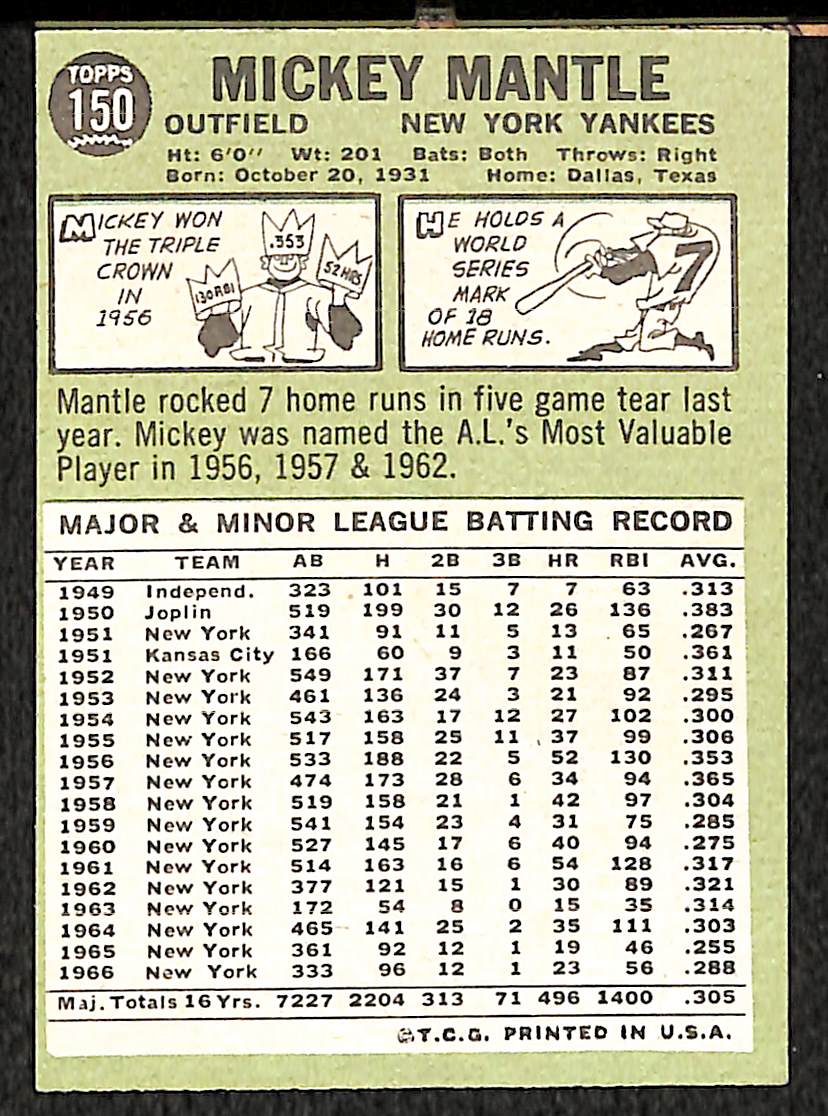 TOPPS
150
MICKEY MANTLE
OUTFIELD NEW YORK YANKEES
Ht: 6'0" Wt: 201 Bats: Both Throws: Right
Born: October 20, 1931 Home: Dallas, Texas
MICKEY WON
THE TRIPLE
CROWN
IN
1956
.353
130 RBI
52 HRS
HE HOLDS A
WORLD
SERIES
MARK
OF 18
HOME RUNS.
7
Mantle rocked 7 home runs in five game tear last
year. Mickey was named the A.L.'s Most Valuable
Player in 1956, 1957 & 1962.
MAJOR & MINOR LEAGUE BATTING RECORD
YEAR TEAM AB H 2B 3B HR RBI AVG.
1949 Independ. 323 101 15 7 7 63 .313
1950 Joplin 519 199 30 12 26 136 .383
1951 New York 341 91 11 5 13 65 .267
1951 Kansas City 166 60 9 3 11 50 .361
1952 New York 549 171 37 7 23 87 .311
1953 New York 461 136 24 3 21 92 .295
1954 New York 543 163 17 12 27 102 .300
1955 New York 517 158 25 11 37 99 .306
1956 New York 533 188 22 5 52 130 .353
1957 New York 474 173 28 6 34 94 .365
1958 New York 519 158 21 1 42 97 .304
1959 New York 541 154 23 4 31 75 .285
1960 New York 527 145 17 6 40 94 .275
1961 New York 514 163 16 6 54 128 .317
1962 New York 377 121 15 1 30 89 .321
1963 New York 172 54 8 0 15 35 .314
1964 New York 465 141 25 2 35 111 .303
1965 New York 361 92 12 1 19 46 .255
1966 New York 333 96 12 1 23 56 .288
Maj. Totals 16 Yrs. 7227 2204 313 71 496 1400 .305
©T.C.G. PRINTED IN U.S.A.